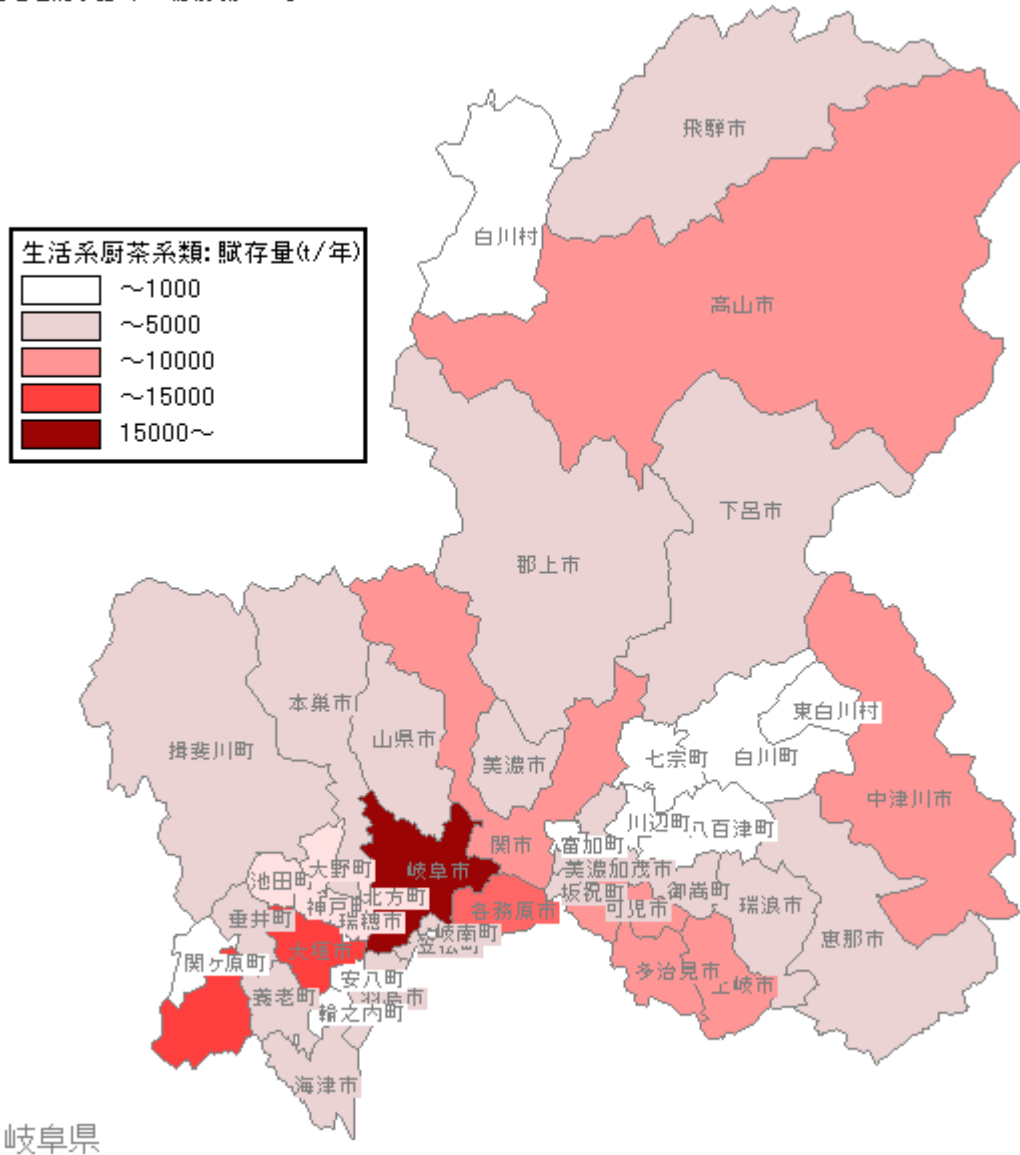 飛騨市
白川村
生活系厨茶系類: 賦存量(t/年)
～1000
～5000
～10000
～15000
15000～
高山市
下呂市
郡上市
本巣市
東白川村
山県市
揖斐川町
美濃市
七宗町
白川町
中津川市
川辺町
八百津町
関市
富加町
大野町
岐阜市
美濃加茂市
池田町
御嵩町
坂祝町
北方町
神戸町
可児市
各務原市
瑞浪市
垂井町
瑞穂市
岐南町
恵那市
笠松町
大垣市
関ヶ原町
多治見市
土岐市
安八町
養老町
羽島市
輪之内町
海津市
岐阜県